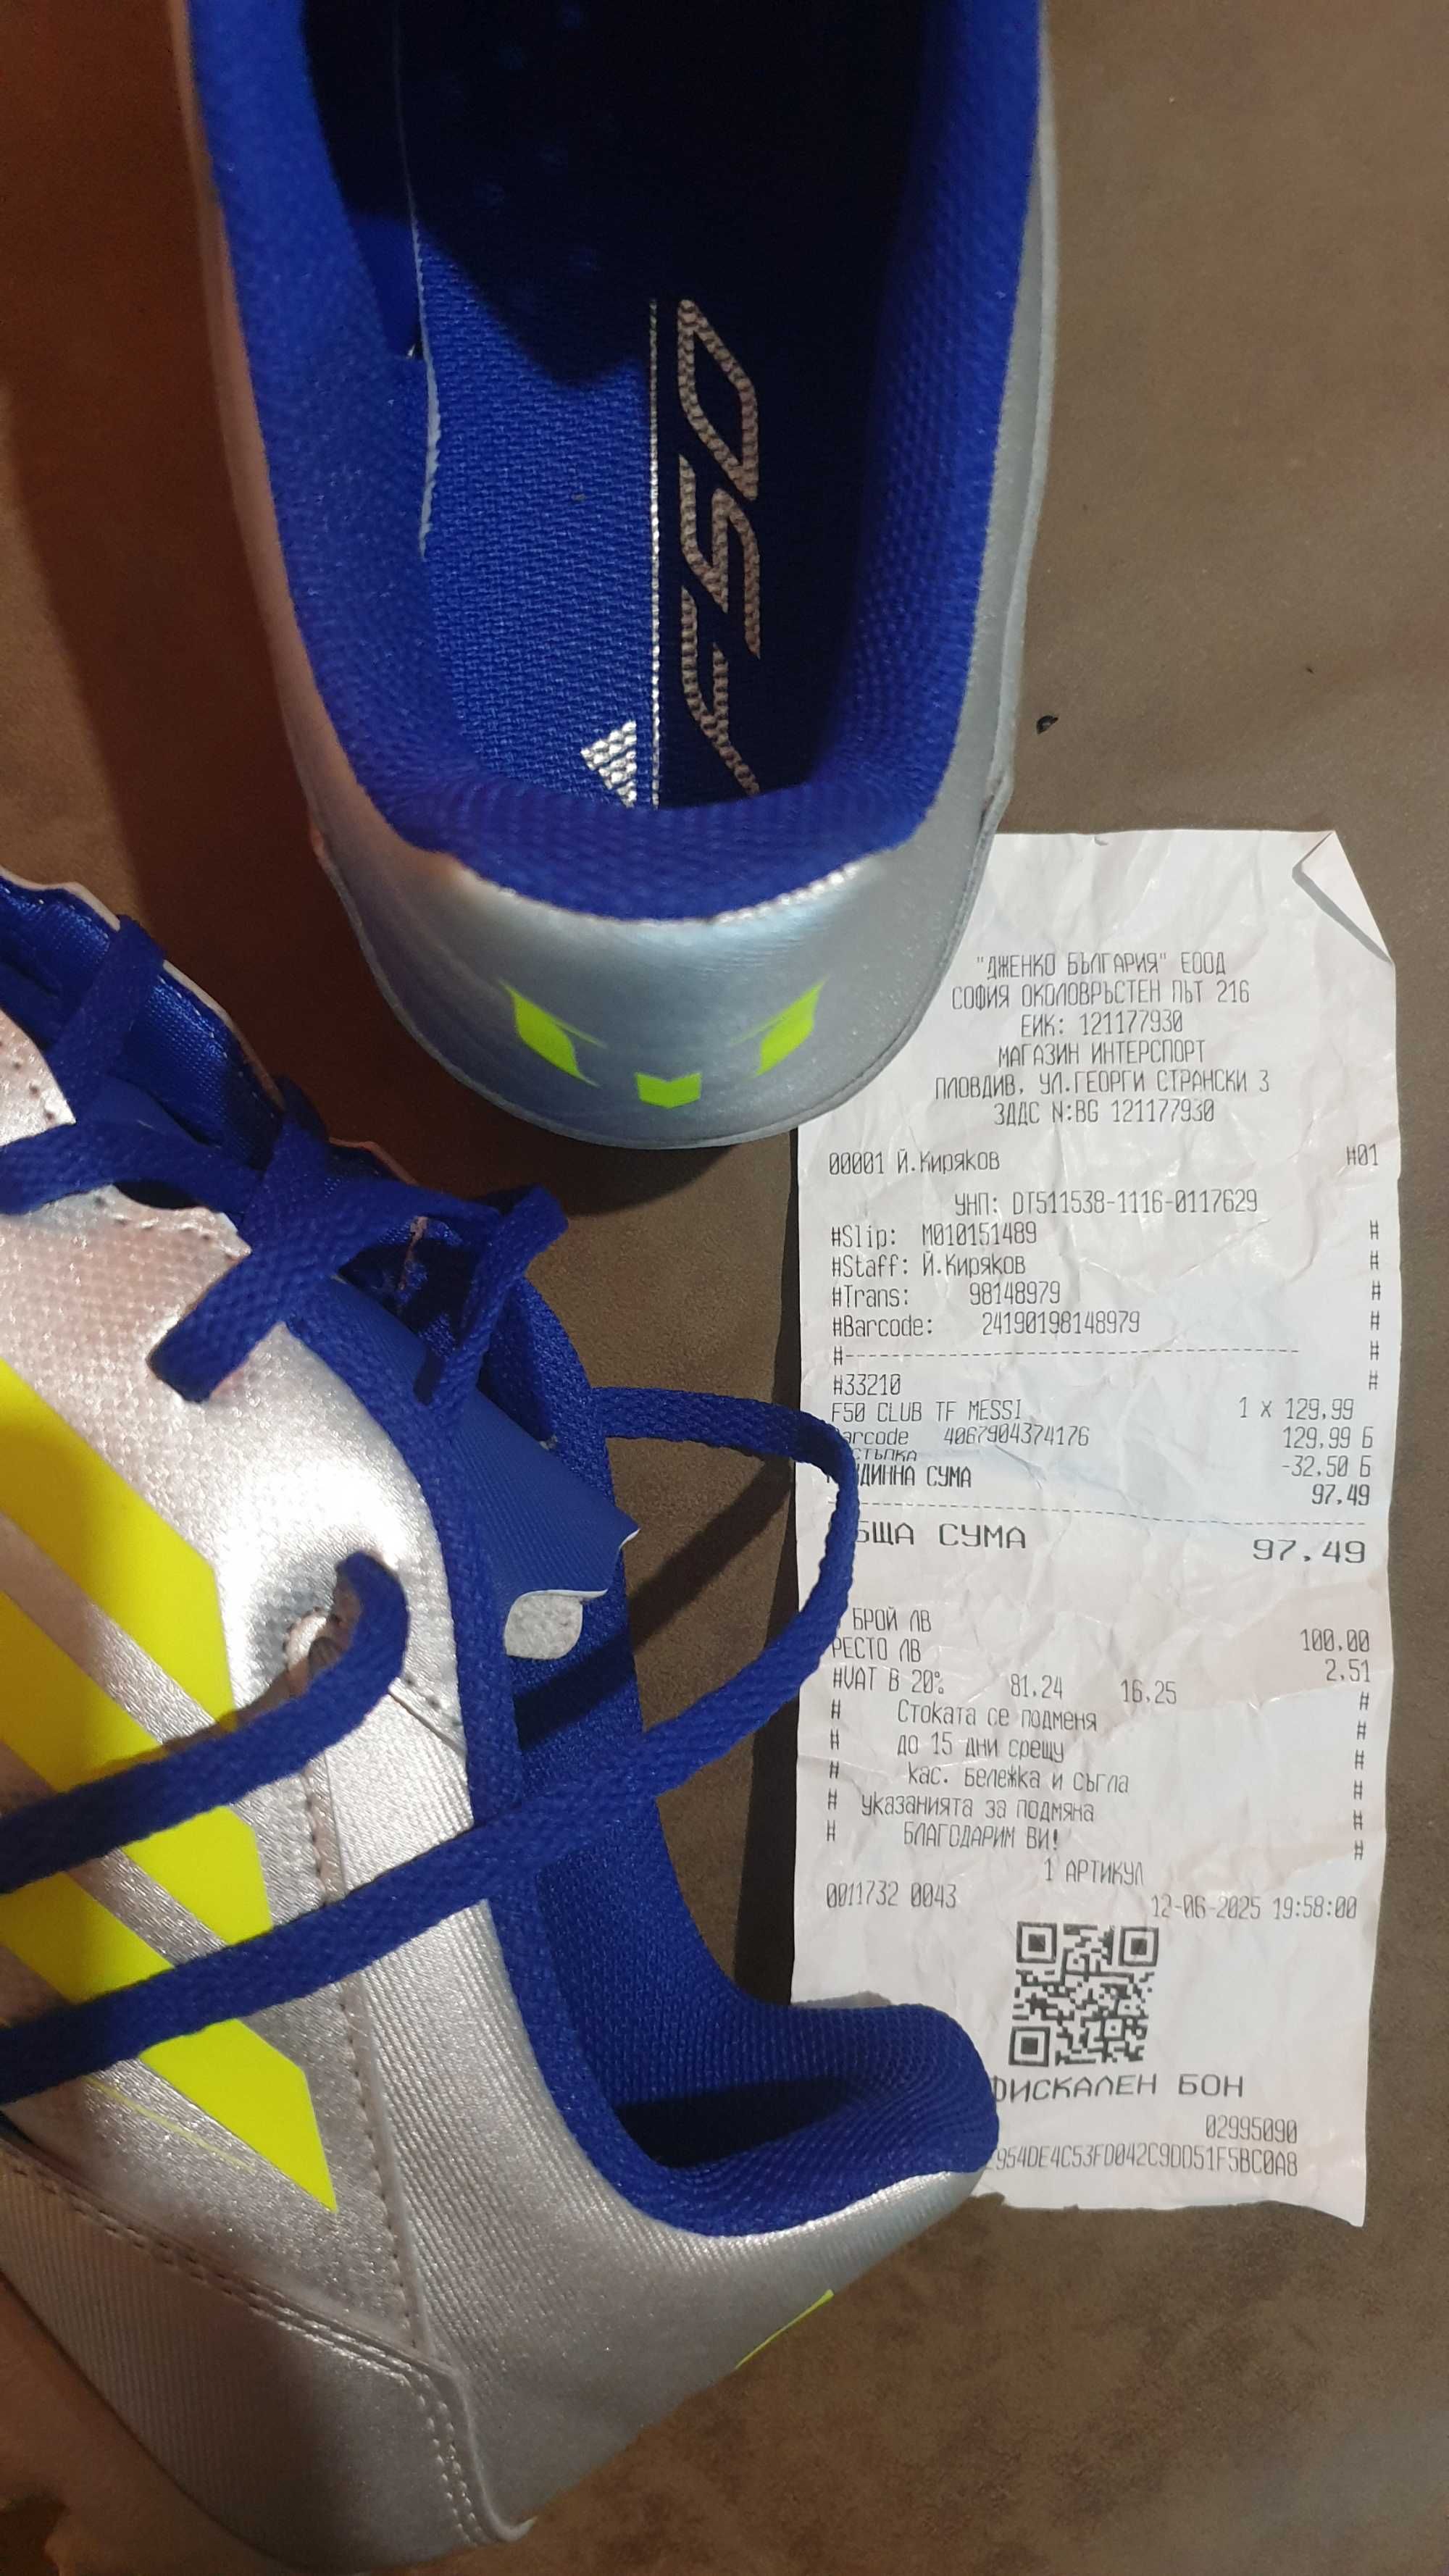 F50
"ДЖЕНКО БЪЛГАРИЯ" ЕООД
СОФИЯ ОКОЛОВРЪСТЕН ПЪТ 216
ЕИК: 121177930
МАГАЗИН ИНТЕРСПОРТ
ПЛОВДИВ, УЛ.ГЕОРГИ СТРАНСКИ 3
ЗДДС N:BG 121177930
00001 Й.Киряков #01
УНП: DT511538-1116-0117629
#Slip: M010151489 #
#Staff: Й.Киряков #
#Trans: 98148979 #
#Barcode: 24190198148979 #
#------------------------------------ #
#33210 #
F50 CLUB TF MESSI 1 X 129,99
arcode 4067904374176 129,99 Б
СТЪПКА -32,50 Б
ДИННА СУМА 97,49
БЩА СУМА 97,49
БРОЙ ЛВ 100,00
РЕСТО ЛВ 2,51
#VAT B 20% 81,24 16,25 #
# Стоката се подменя #
# до 15 дни срещу #
# кас. бележка и съгла #
# указанията за подмяна #
# БЛАГОДАРИМ ВИ! #
1 АРТИКУЛ
0011732 0043 12-06-2025 19:58:00
ФИСКАЛЕН БОН
02995090
954DE4C53FD042C9DD51F5BC0A8